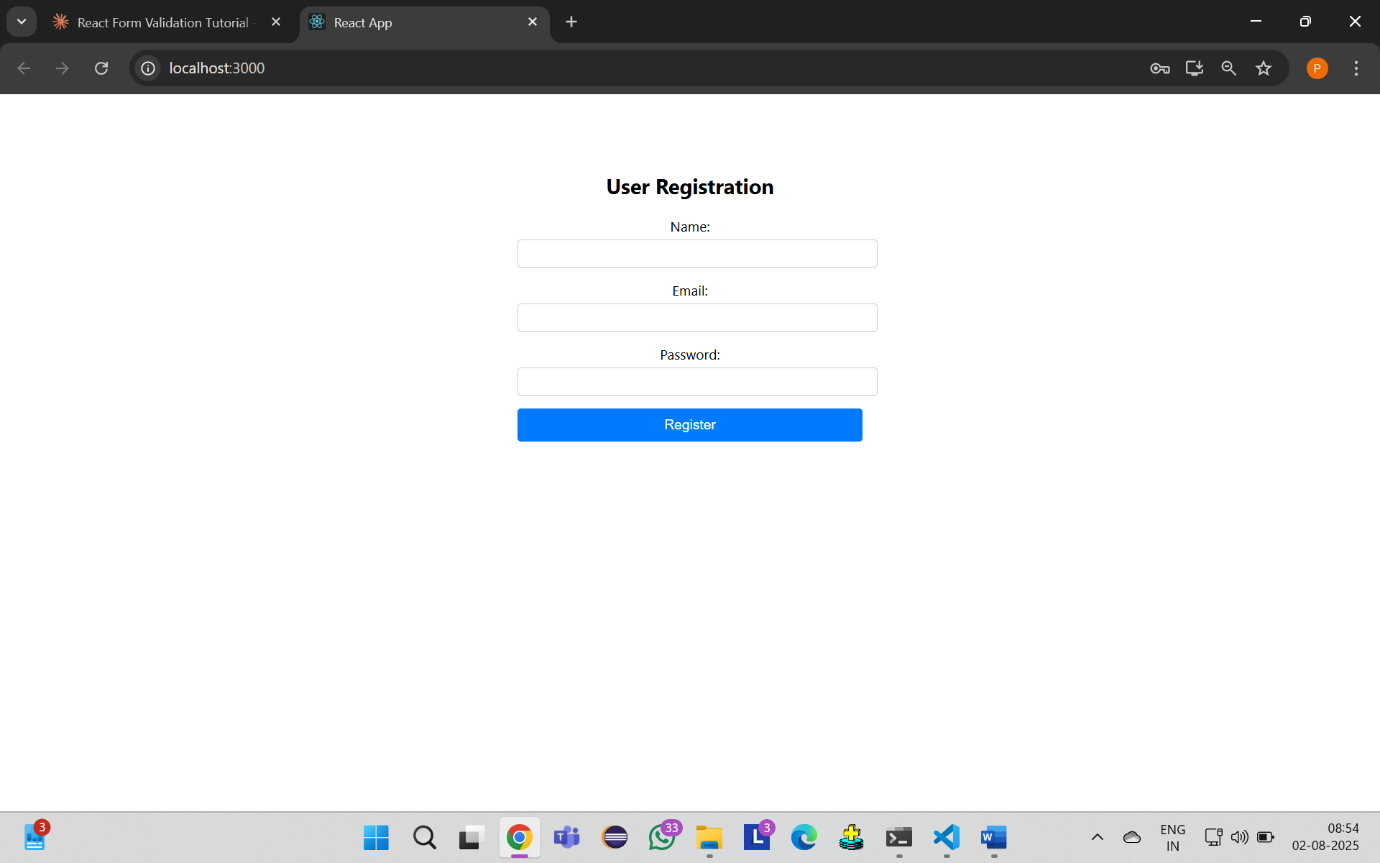 React Form Validation Tutorial
React App
localhost:3000
P
User Registration
Name:
Email:
Password:
Register
3
T
33
L
3
W
ENG
IN
08:54
02-08-2025